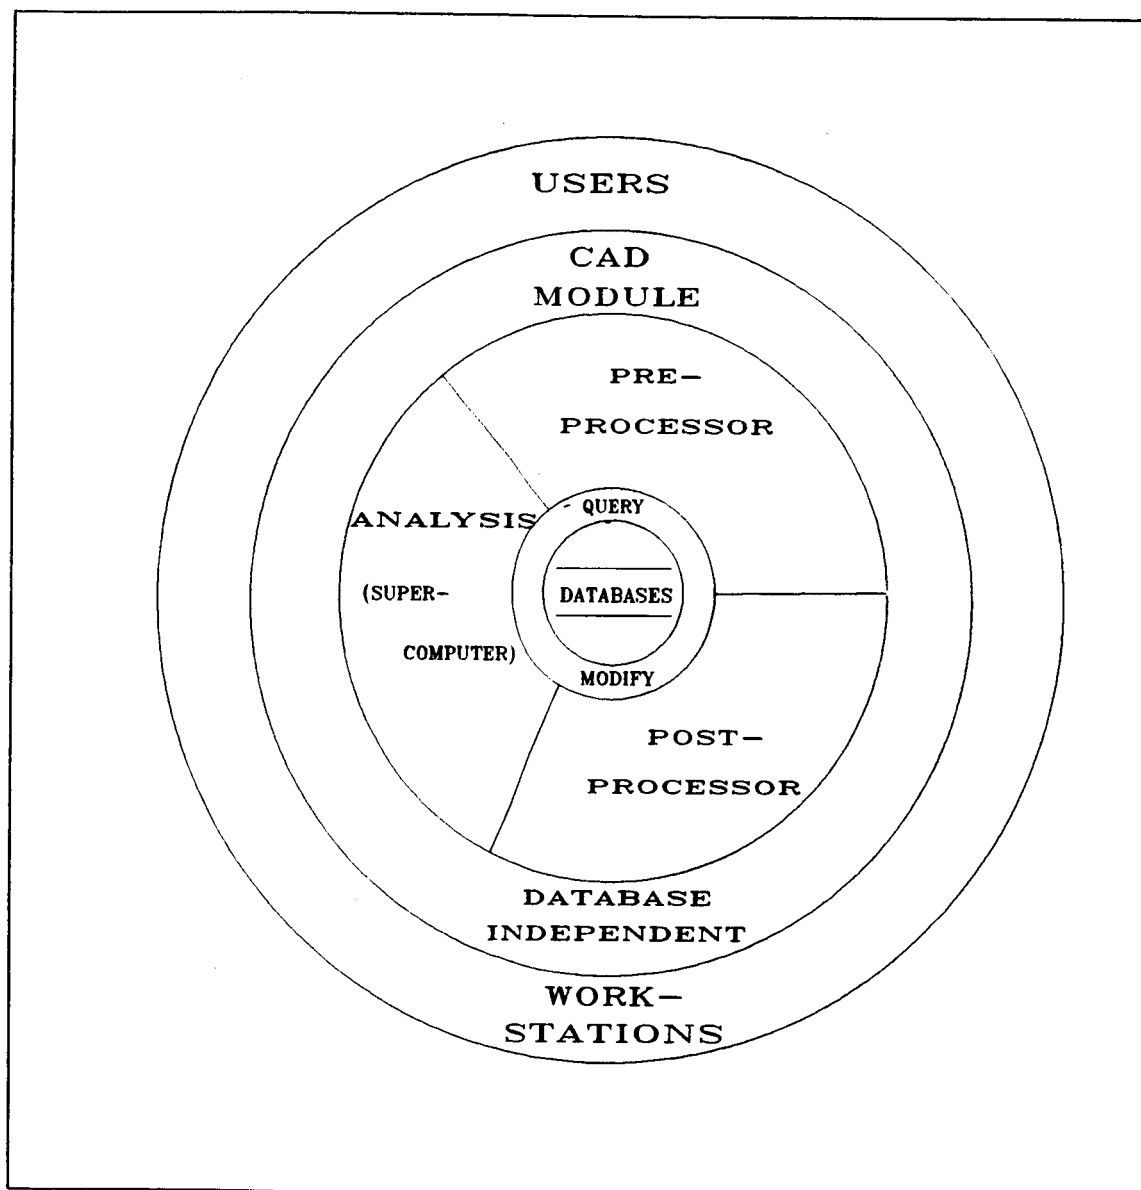 USERS
CAD
MODULE
PRE-
PROCESSOR
QUERY
ANALYSIS
(SUPER-
COMPUTER)
DATABASES
MODIFY
POST-
PROCESSOR
DATABASE
INDEPENDENT
WORK-
STATIONS